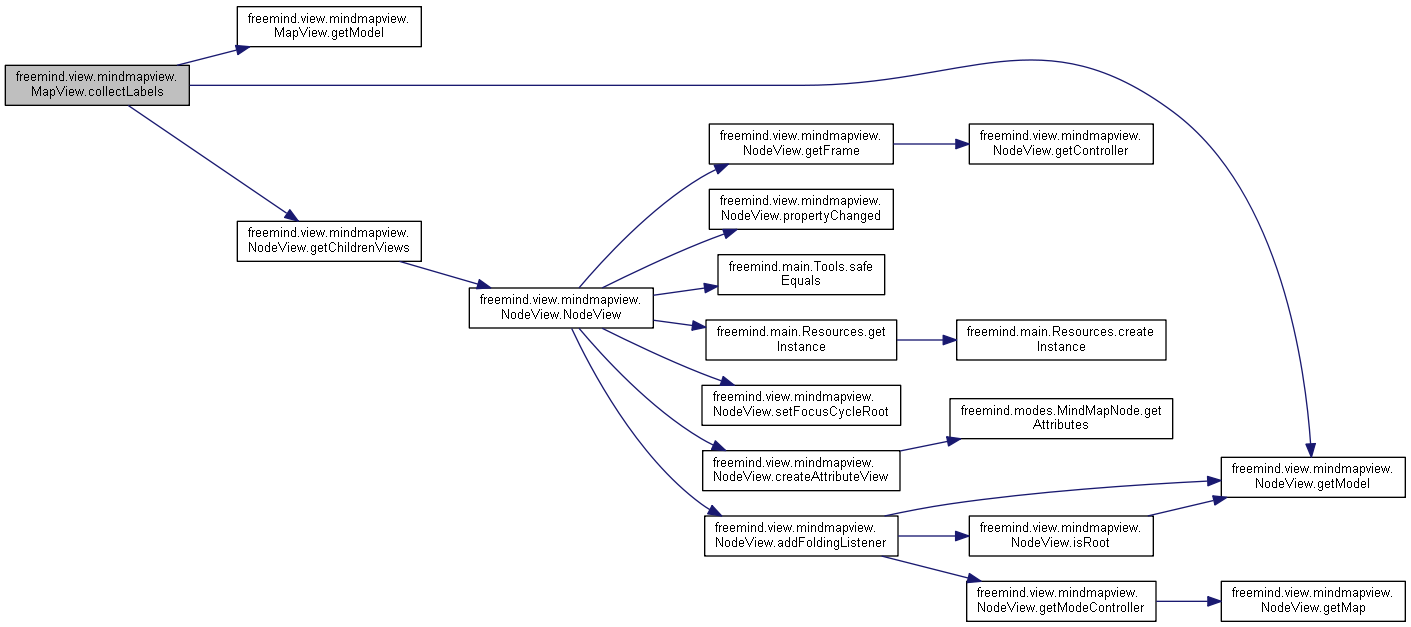 freemind.view.mindmapview.
MapView.getModel
freemind.view.mindmapview.
MapView.collectLabels
freemind.view.mindmapview.
NodeView.getChildrenViews
freemind.view.mindmapview.
NodeView.NodeView
freemind.view.mindmapview.
NodeView.getFrame
freemind.view.mindmapview.
NodeView.getController
freemind.view.mindmapview.
NodeView.propertyChanged
freemind.main.Tools.safe
Equals
freemind.main.Resources.get
Instance
freemind.main.Resources.create
Instance
freemind.view.mindmapview.
NodeView.setFocusCycleRoot
freemind.view.mindmapview.
NodeView.createAttributeView
freemind.modes.MindMapNode.get
Attributes
freemind.view.mindmapview.
NodeView.addFoldingListener
freemind.view.mindmapview.
NodeView.getModel
freemind.view.mindmapview.
NodeView.isRoot
freemind.view.mindmapview.
NodeView.getModeController
freemind.view.mindmapview.
NodeView.getMap